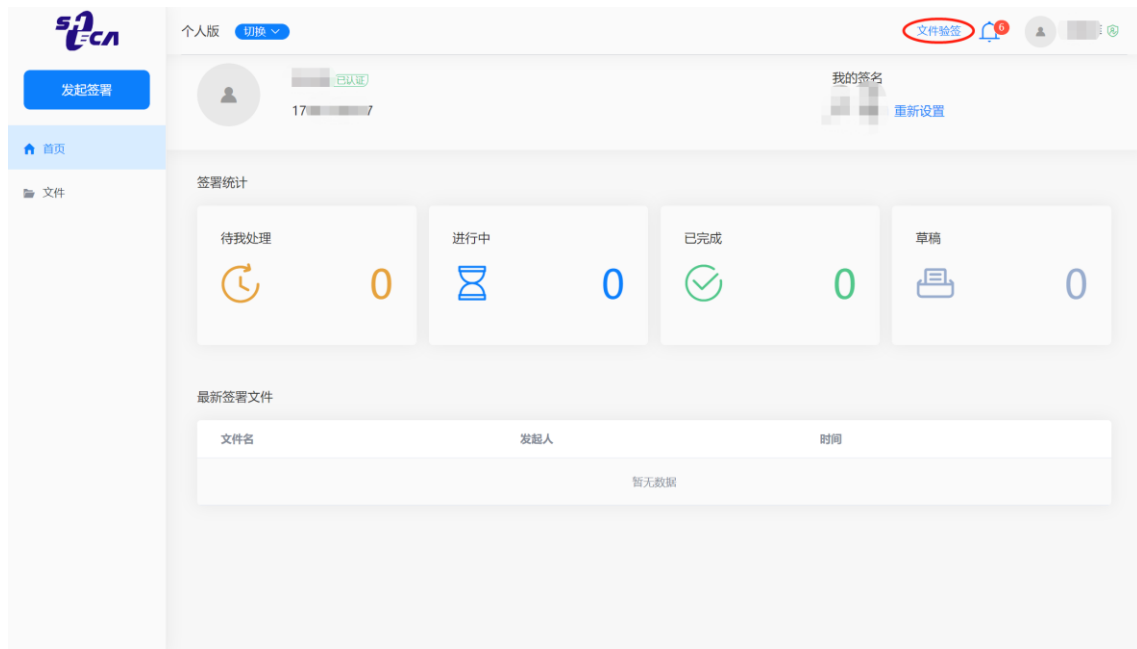 SHECA
个人版 切换 文件验签 6
发起签署
已认证 我的签名
17 7 重新设置
首页
文件
签署统计
待我处理 进行中 已完成 草稿
0 0 0 0
最新签署文件
文件名 发起人 时间
暂无数据